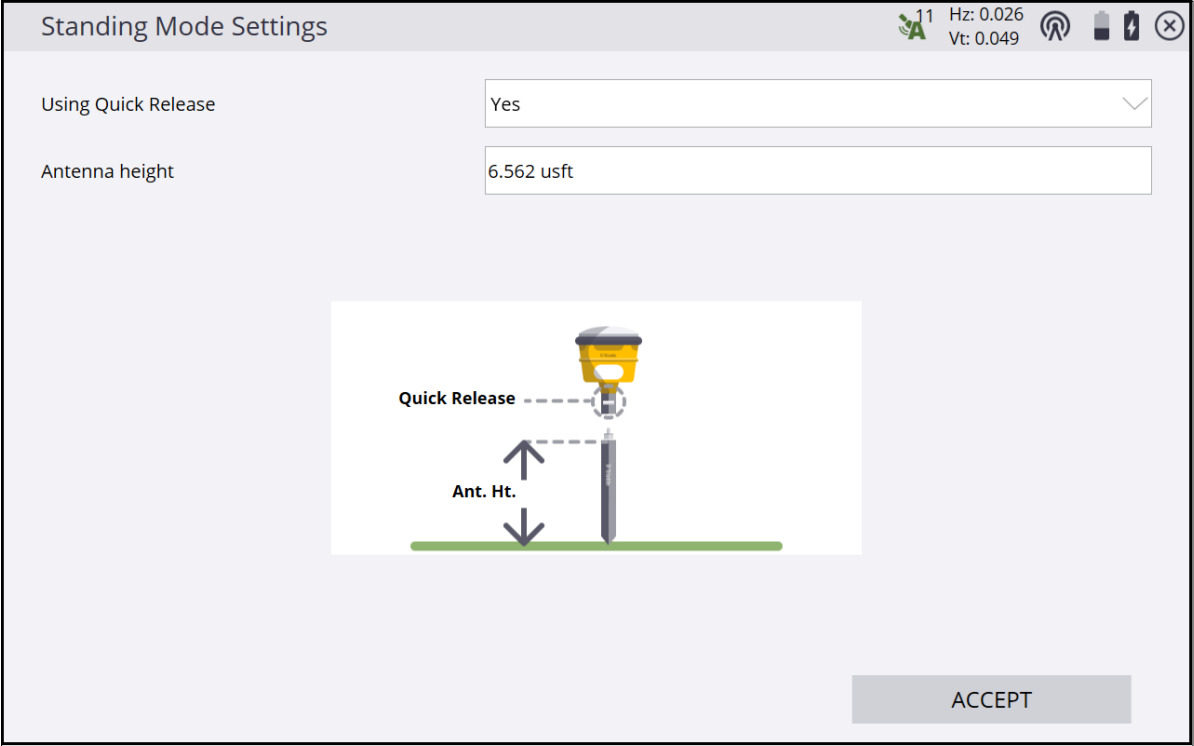 Standing Mode Settings
11
Hz: 0.026
Vt: 0.049
Using Quick Release
Yes
Antenna height
6.562 usft
Quick Release
Ant. Ht.
ACCEPT